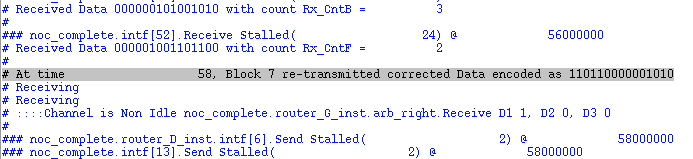 # Received Data 000000101001010 with count Rx_CntB =          3
#
### noc_complete.intf[52].Receive Stalled(          24) @          56000000
# Received Data 000001001101100 with count Rx_CntF =          2
#
# At time          58, Block 7 re-transmitted corrected Data encoded as 110110000001010
# Receiving
# Receiving
# ::::Channel is Non Idle noc_complete.router_G_inst.arb_right.Receive D1 1, D2 0, D3 0
#
### noc_complete.router_D_inst.intf[6].Send Stalled(          2) @          58000000
### noc_complete.intf[13].Send Stalled(          2) @          58000000